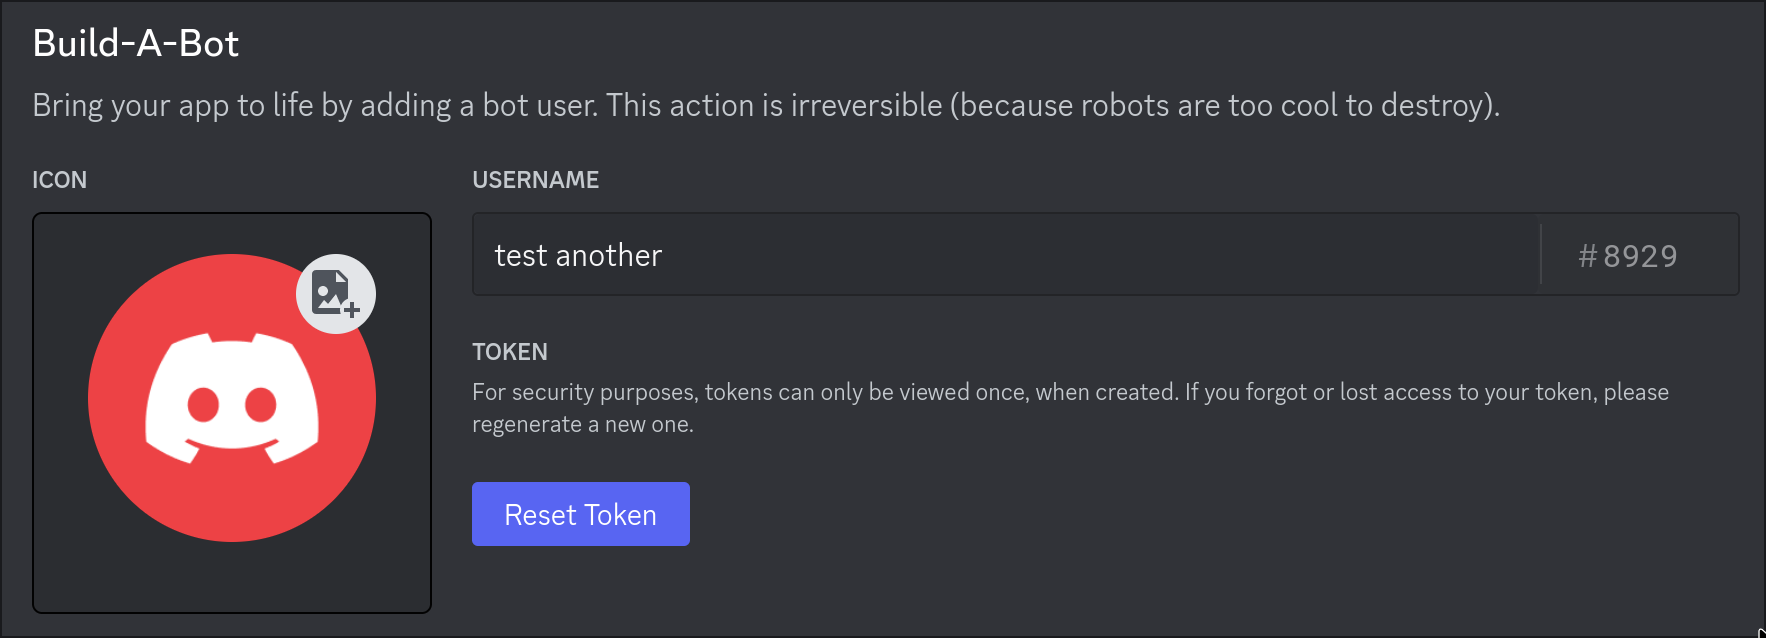 Build-A-Bot
Bring your app to life by adding a bot user. This action is irreversible (because robots are too cool to destroy).
ICON
USERNAME
test another
#8929
TOKEN
For security purposes, tokens can only be viewed once, when created. If you forgot or lost access to your token, please
regenerate a new one.
Reset Token